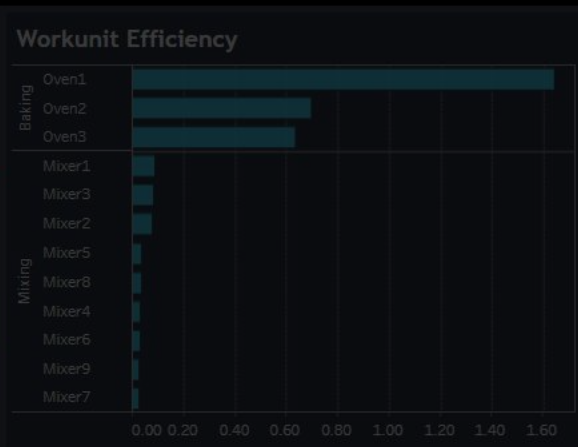 Workunit Efficiency
Baking
Oven1
Oven2
Oven3
Mixing
Mixer1
Mixer3
Mixer2
Mixer5
Mixer8
Mixer4
Mixer6
Mixer9
Mixer7
0.00 0.20 0.40 0.60 0.80 1.00 1.20 1.40 1.60